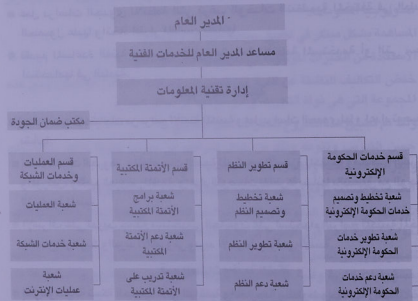 المدير العام
مساعد المدير العام للخدمات الفنية
إدارة تقنية المعلومات
مكتب ضمان الجودة
قسم خدمات الحكومة
الإلكترونية
شعبة تخطيط وتصميم
خدمات الحكومة الإلكترونية
شعبة تطوير خدمات
الحكومة الإلكترونية
شعبة دعم خدمات
الحكومة الإلكترونية
قسم تطوير النظم
شعبة تخطيط
وتصميم النظم
شعبة تطوير النظم
شعبة دعم النظم
قسم الأتمتة المكتبية
شعبة برامج
الأتمتة المكتبية
شعبة دعم الأتمتة
المكتبية
شعبة تدريب على
الأتمتة المكتبية
قسم العمليات
وخدمات الشبكة
شعبة العمليات
شعبة خدمات الشبكة
شعبة
عمليات الإنترنت